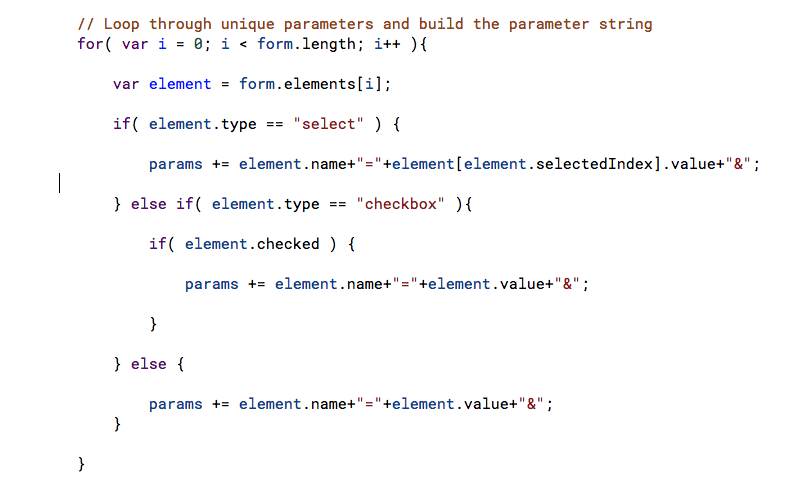 // Loop through unique parameters and build the parameter string
for( var i = 0; i < form.length; i++ ){
var element = form.elements[i];
if( element.type == "select" ) {
params += element.name+"="+element[element.selectedIndex].value+"&";
} else if( element.type == "checkbox" ){
if( element.checked ) {
params += element.name+"="+element.value+"&";
}
} else {
params += element.name+"="+element.value+"&";
}
}